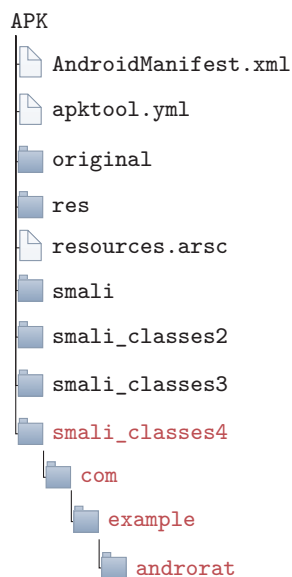 APK
AndroidManifest.xml
apktool.yml
original
res
resources.arsc
smali
smali_classes2
smali_classes3
smali_classes4
com
example
androrat